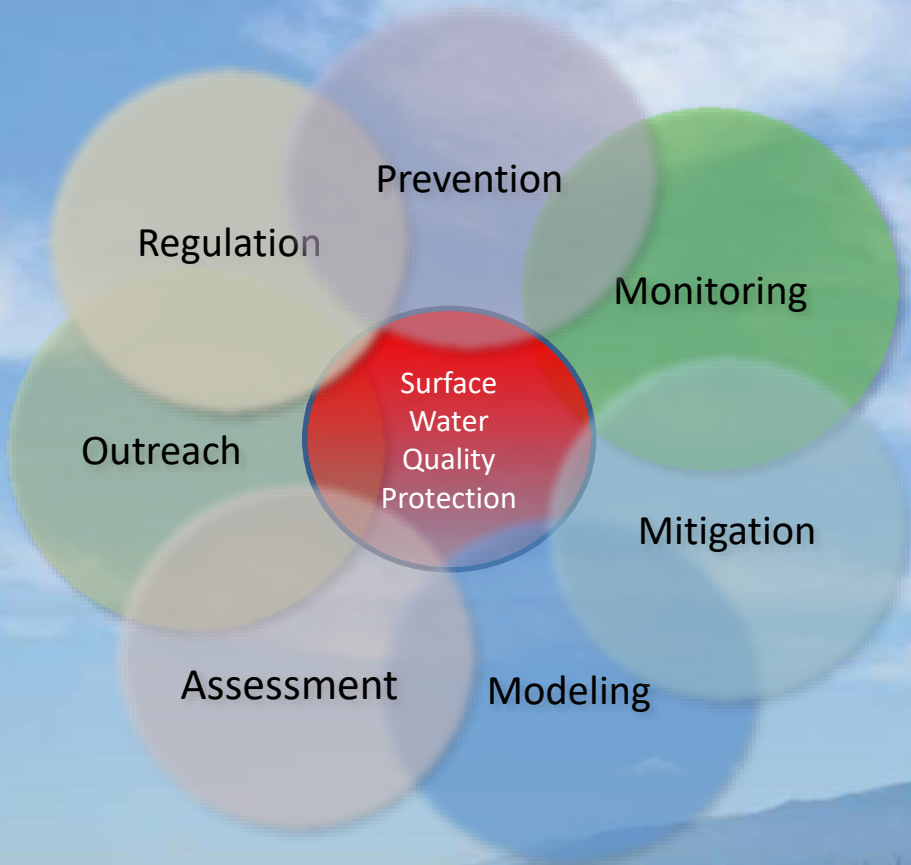 Prevention
Regulation
Monitoring
Surface
Water
Quality
Protection
Outreach
Mitigation
Assessment
Modeling